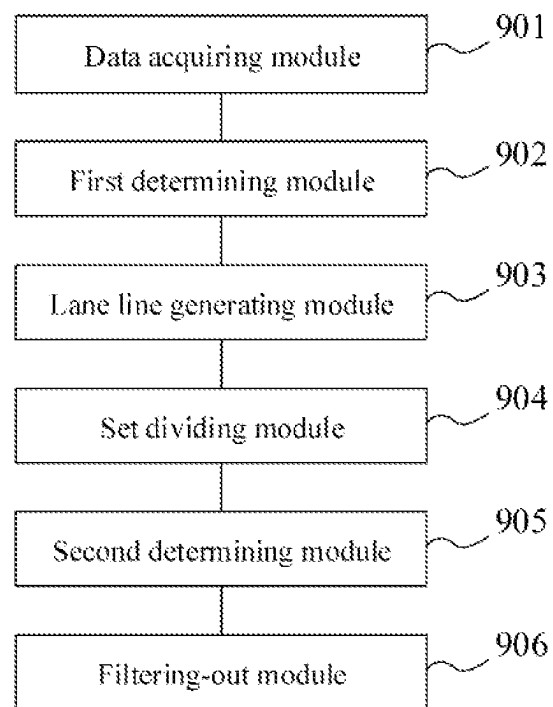 901
Data acquiring module
902
First determining module
903
Lane line generating module
904
Set dividing module
905
Second determining module
906
Filtering-out module